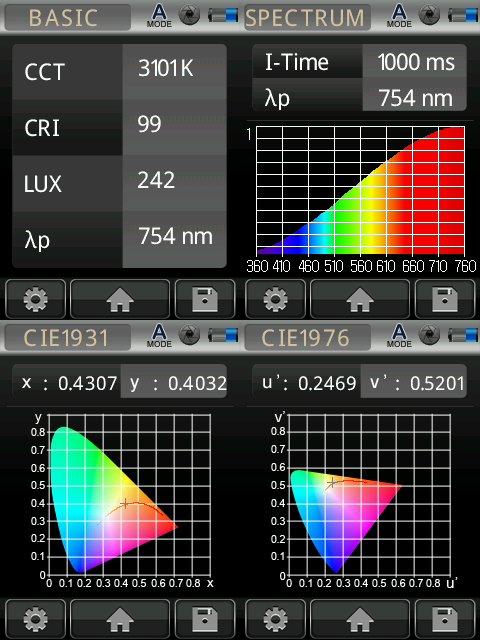 BASIC
A
MODE
CCT 3101K
CRI 99
LUX 242
λp 754 nm
SPECTRUM
A
MODE
I-Time 1000 ms
λp 754 nm
1
360 410 460 510 560 610 660 710 760
CIE1931
A
MODE
x : 0.4307 y : 0.4032
y
0.8
0.7
0.6
0.5
0.4
0.3
0.2
0.1
0
0 0.1 0.2 0.3 0.4 0.5 0.6 0.7 0.8 x
CIE1976
A
MODE
u': 0.2469 v': 0.5201
v'
0.8
0.7
0.6
0.5
0.4
0.3
0.2
0.1
0
0 0.1 0.2 0.3 0.4 0.5 0.6 0.7 0.8 u'